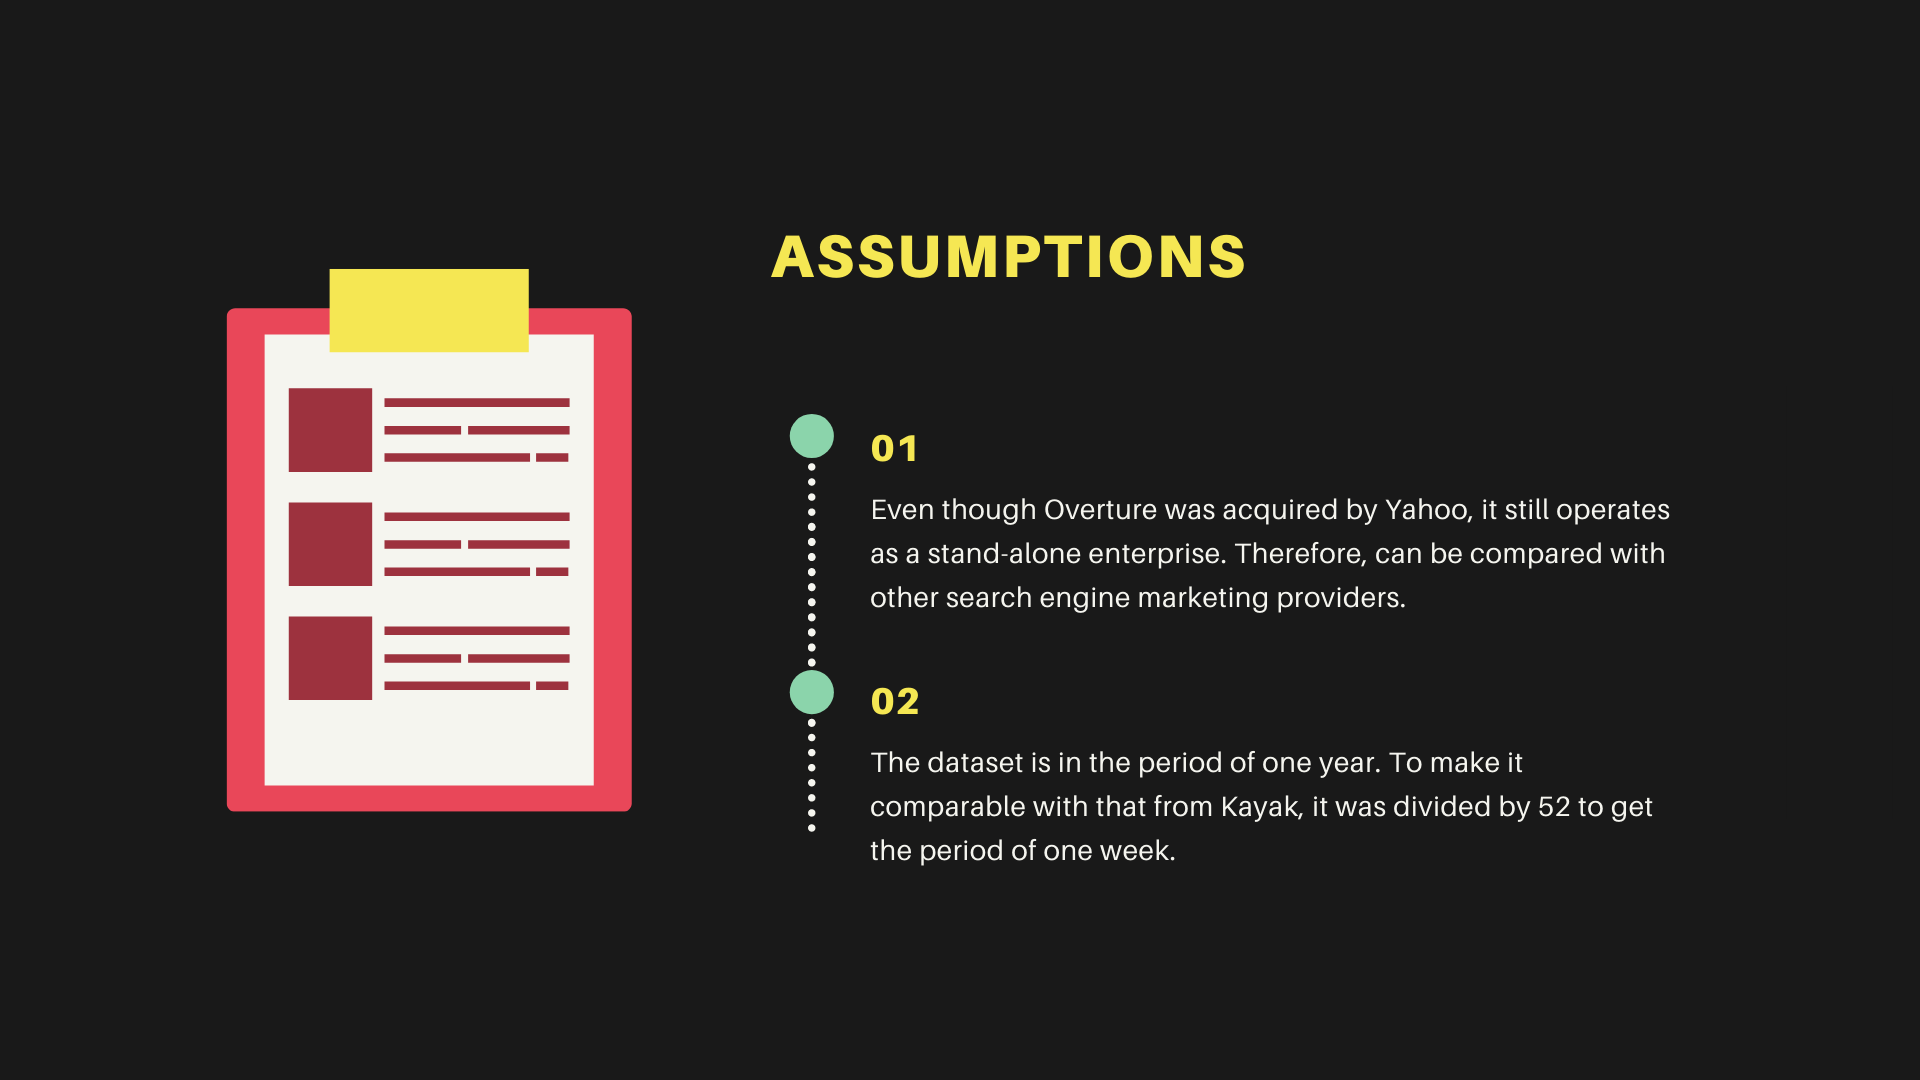 ASSUMPTIONS
01
Even though Overture was acquired by Yahoo, it still operates
as a stand-alone enterprise. Therefore, can be compared with
other search engine marketing providers.
02
The dataset is in the period of one year. To make it
comparable with that from Kayak, it was divided by 52 to get
the period of one week.